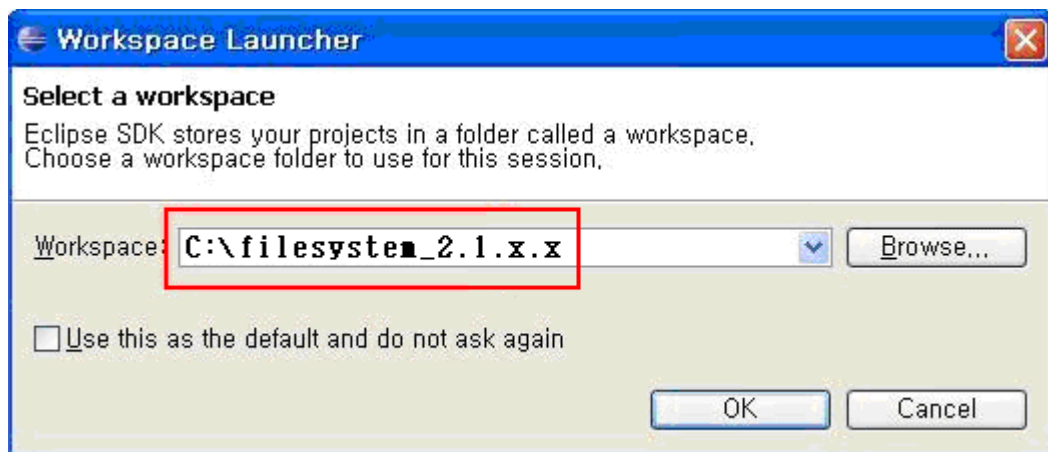 Workspace Launcher
Select a workspace
Eclipse SDK stores your projects in a folder called a workspace,
Choose a workspace folder to use for this session,
Workspace: C:\filesystem_2.1.x.x Browse,,,
Use this as the default and do not ask again
OK Cancel